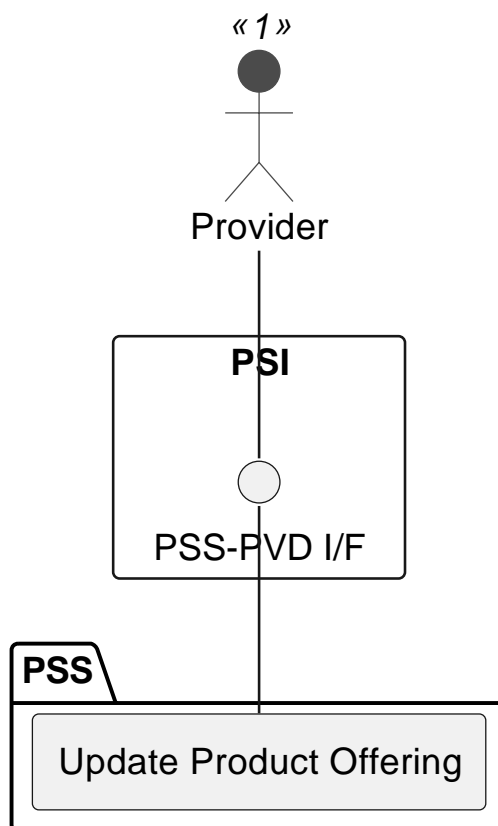 «1»
Provider
PSI
PSS-PVD I/F
PSS
Update Product Offering